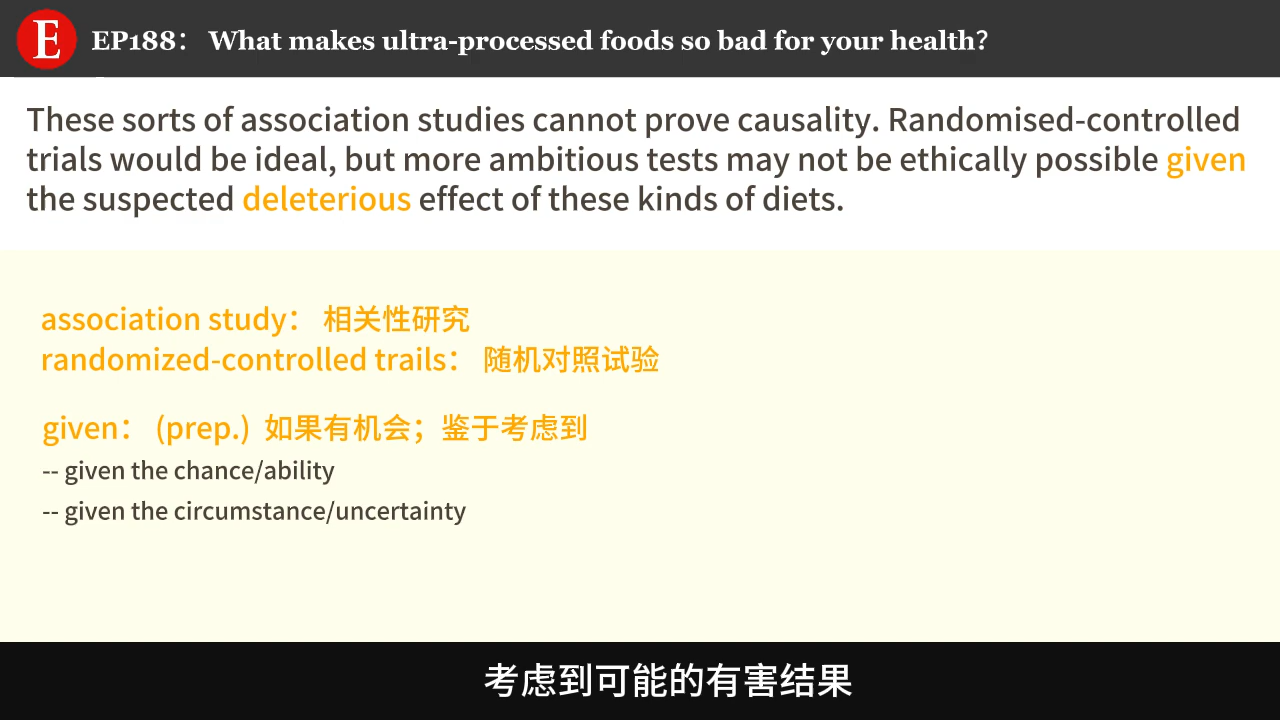 E
EP188： What makes ultra-processed foods so bad for your health?
These sorts of association studies cannot prove causality. Randomised-controlled
trials would be ideal, but more ambitious tests may not be ethically possible given
the suspected deleterious effect of these kinds of diets.
association study： 相关性研究
randomized-controlled trails： 随机对照试验
given： (prep.) 如果有机会；鉴于考虑到
-- given the chance/ability
-- given the circumstance/uncertainty
考虑到可能的有害结果